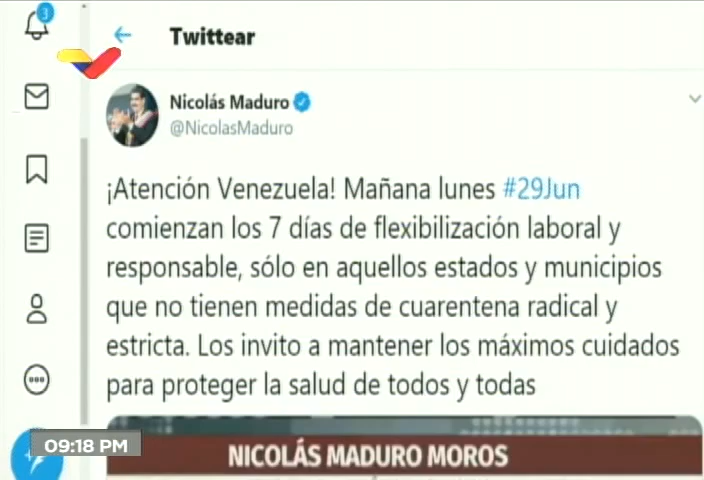 3
Twittear
Nicolás Maduro
@NicolasMaduro
¡Atención Venezuela! Mañana lunes #29Jun
comienzan los 7 días de flexibilización laboral y
responsable, sólo en aquellos estados y municipios
que no tienen medidas de cuarentena radical y
estricta. Los invito a mantener los máximos cuidados
para proteger la salud de todos y todas
09:18 PM
NICOLÁS MADURO MOROS